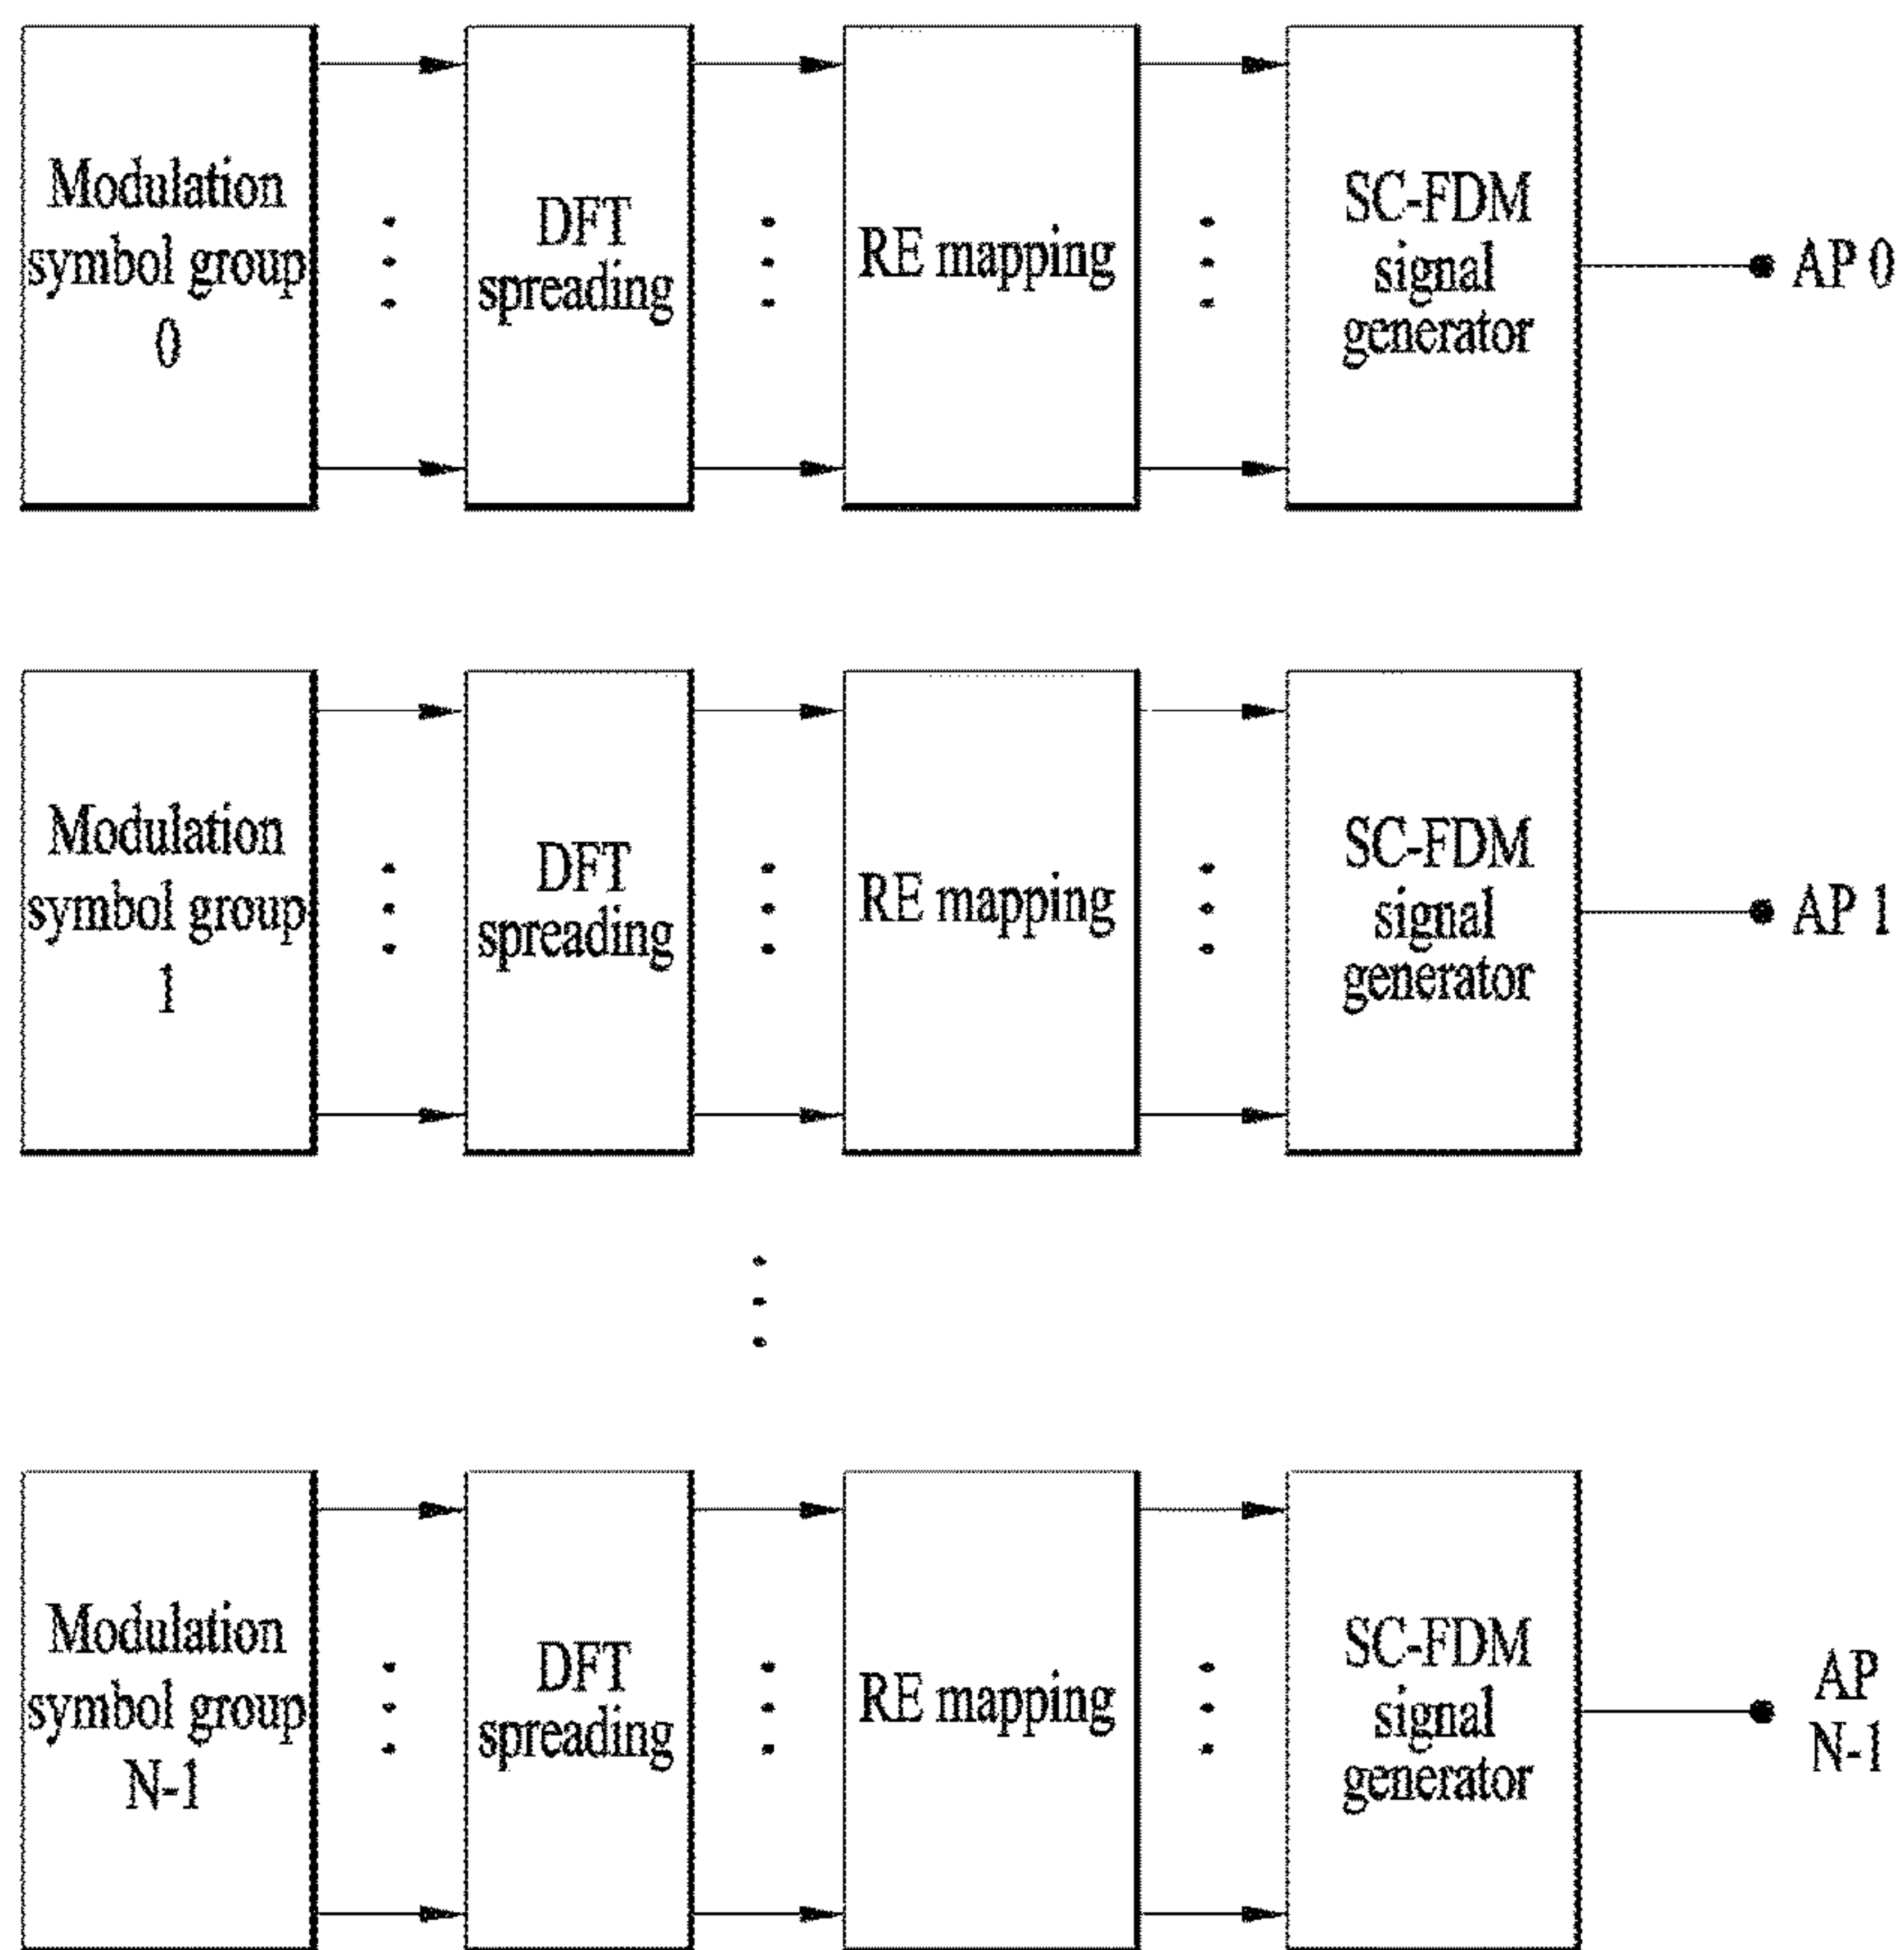 Modulation
symbol group
0
DFT
spreading
RE mapping
SC-FDM
signal
generator
AP 0
Modulation
symbol group
1
DFT
spreading
RE mapping
SC-FDM
signal
generator
AP 1
Modulation
symbol group
N-1
DFT
spreading
RE mapping
SC-FDM
signal
generator
AP
N-1